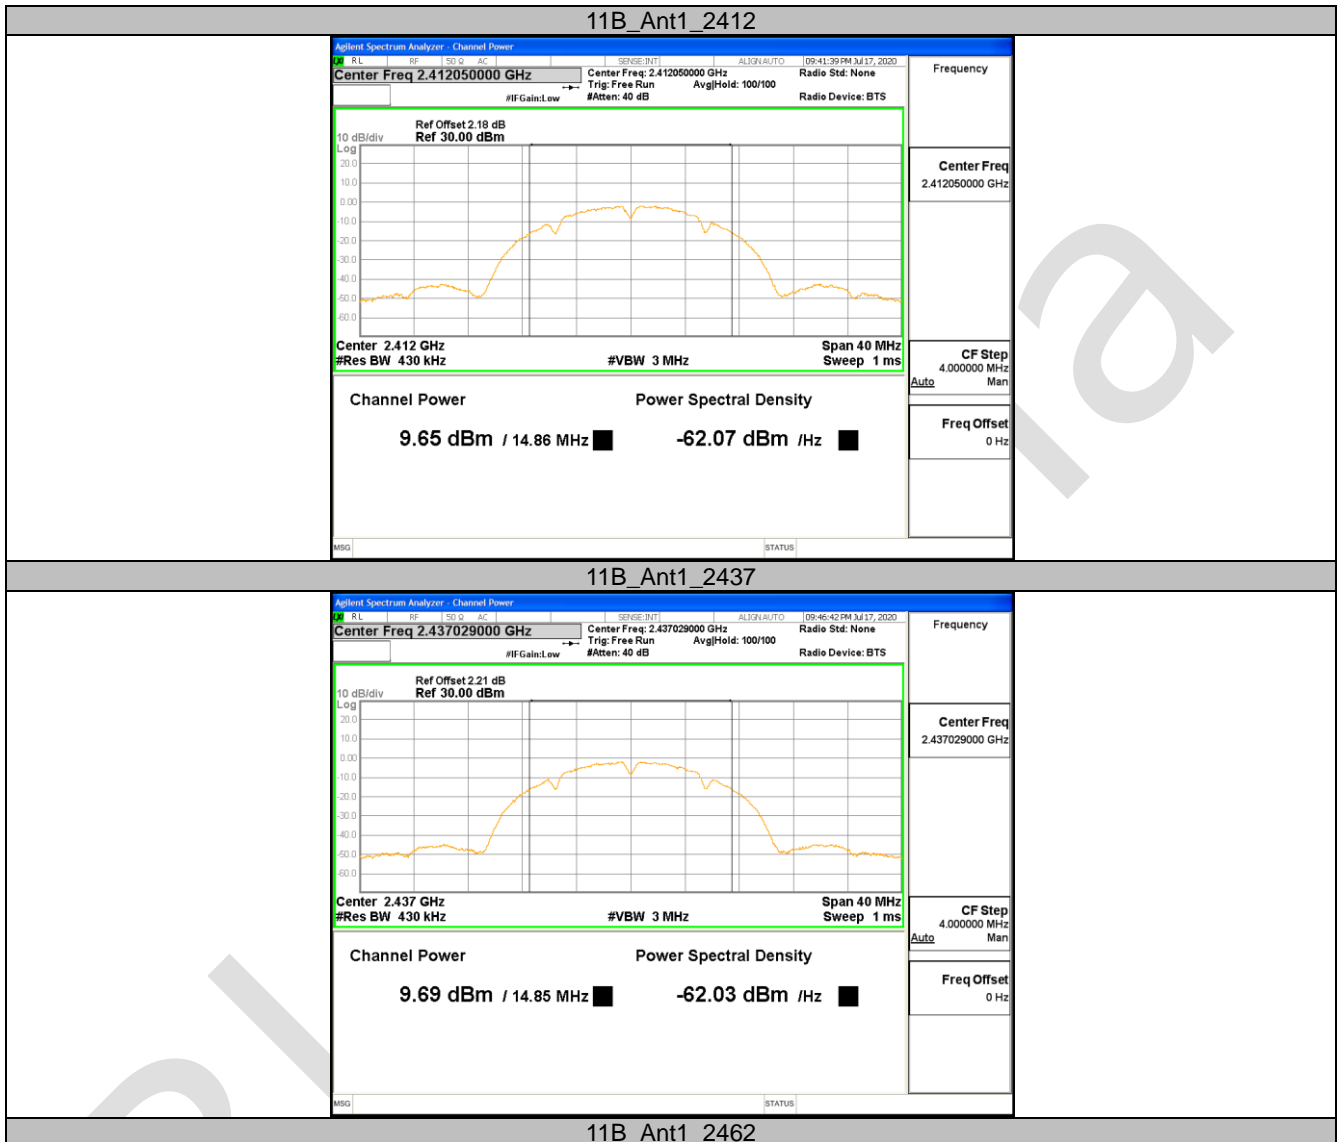 11B_Ant1_2412
Agilent Spectrum Analyzer - Channel Power
RL RF 50 Ω AC SENSE:INT ALIGN AUTO 09:41:39 PM Jul 17, 2020
Center Freq 2.412050000 GHz
Center Freq: 2.412050000 GHz Radio Std: None
Trig: Free Run Avg|Hold: 100/100
#IFGain:Low #Atten: 40 dB Radio Device: BTS
Frequency
Ref Offset 2.18 dB
10 dB/div Ref 30.00 dBm
Log
20.0
10.0
0.00
-10.0
-20.0
-30.0
-40.0
-50.0
-60.0
Center 2.412 GHz Span 40 MHz
#Res BW 430 kHz #VBW 3 MHz Sweep 1 ms
Center Freq
2.412050000 GHz
CF Step
4.000000 MHz
Auto Man
Freq Offset
0 Hz
Channel Power Power Spectral Density
9.65 dBm / 14.86 MHz -62.07 dBm /Hz
MSG STATUS
11B_Ant1_2437
Agilent Spectrum Analyzer - Channel Power
RL RF 50 Ω AC SENSE:INT ALIGN AUTO 09:46:42 PM Jul 17, 2020
Center Freq 2.437029000 GHz
Center Freq: 2.437029000 GHz Radio Std: None
Trig: Free Run Avg|Hold: 100/100
#IFGain:Low #Atten: 40 dB Radio Device: BTS
Frequency
Ref Offset 2.21 dB
10 dB/div Ref 30.00 dBm
Log
20.0
10.0
0.00
-10.0
-20.0
-30.0
-40.0
-50.0
-60.0
Center 2.437 GHz Span 40 MHz
#Res BW 430 kHz #VBW 3 MHz Sweep 1 ms
Center Freq
2.437029000 GHz
CF Step
4.000000 MHz
Auto Man
Freq Offset
0 Hz
Channel Power Power Spectral Density
9.69 dBm / 14.85 MHz -62.03 dBm /Hz
MSG STATUS
11B_Ant1_2462